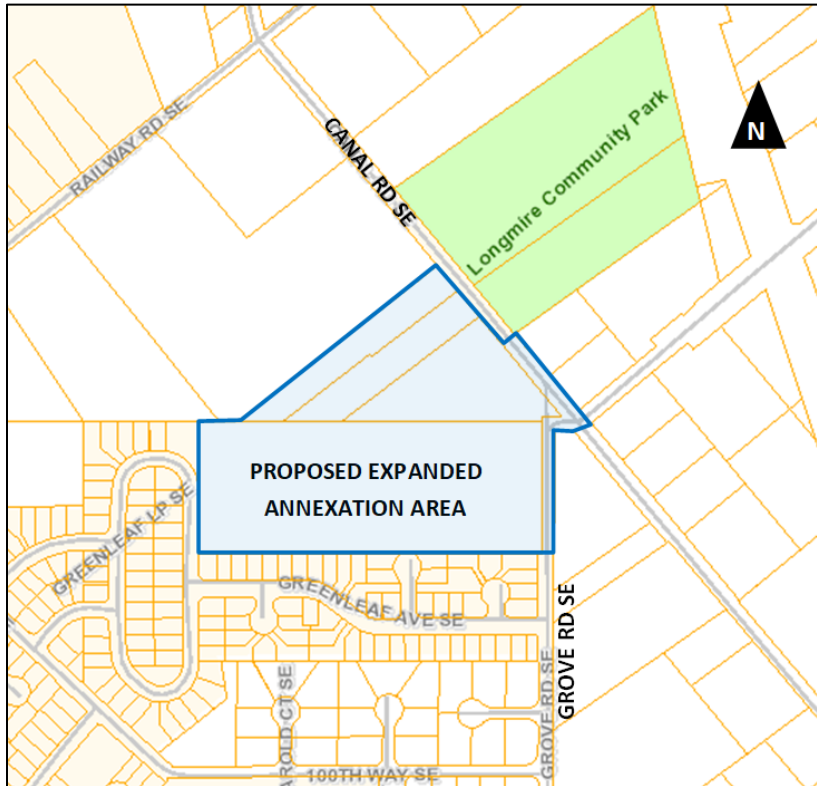 RAILWAY RD SE
CANAL RD SE
Longmire Community Park
N
PROPOSED EXPANDED
ANNEXATION AREA
GREENLEAF LP SE
GREENLEAF AVE SE
GROVE RD SE
GROVE RD SE
AROLD CT SE
100TH WAY SE